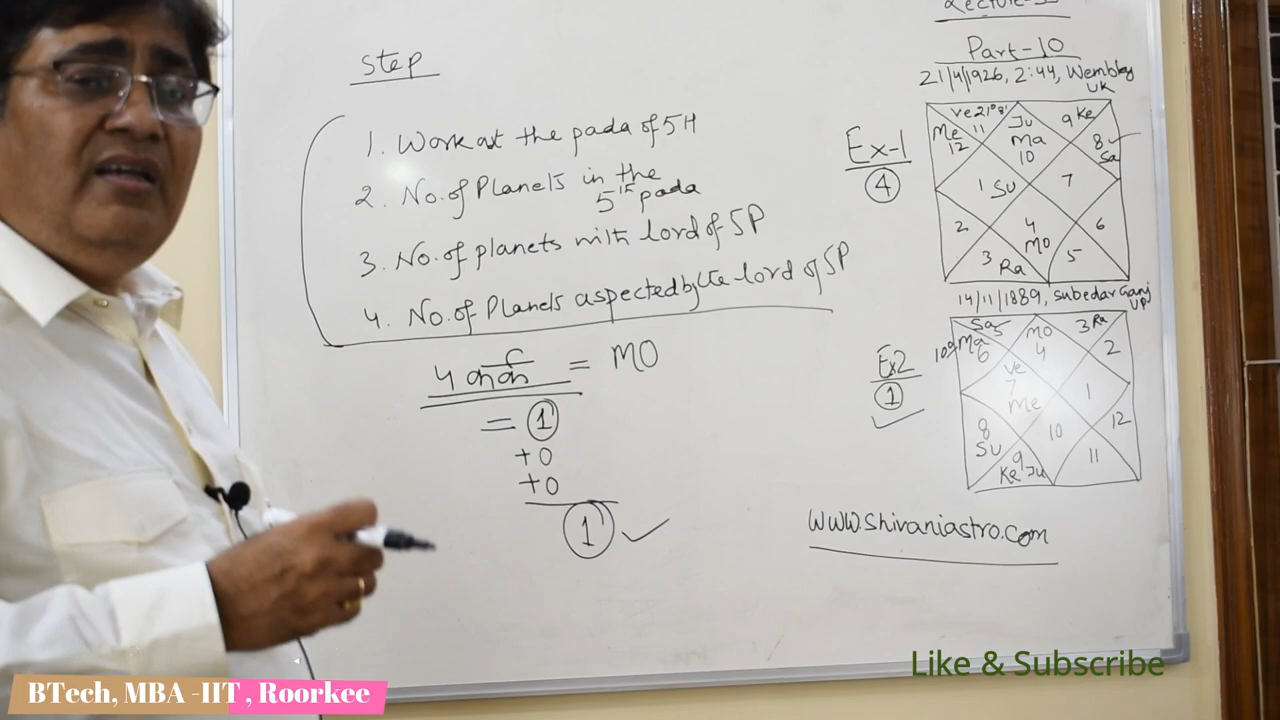 Lecture-
Part-10
21/4/1926, 2:44, Wembley
UK
Step
1. Work out the pada of 5H
2. No. of Planets in the
5th pada
3. No. of planets with lord of 5P
4. No. of Planets aspected by the lord of 5P
4 कर्क = MO
= 1
+0
+0
1
Ex-1
4
Ve 21°8'
11
Ju
Ma
10
9 Ke
Me
12
8
Sa
1 Su
7
2
4
Mo
6
3
Ra
5
14/11/1889, Subedar Ganj
UP
Ex2
1
Sa
5
Mo
4
3 Ra
Ma
6
2
Ve
7
Me
1
8
Su
10
12
9
Ke Ju
11
www.shivaniastro.com
Like & Subscribe
BTech, MBA -IIT , Roorkee